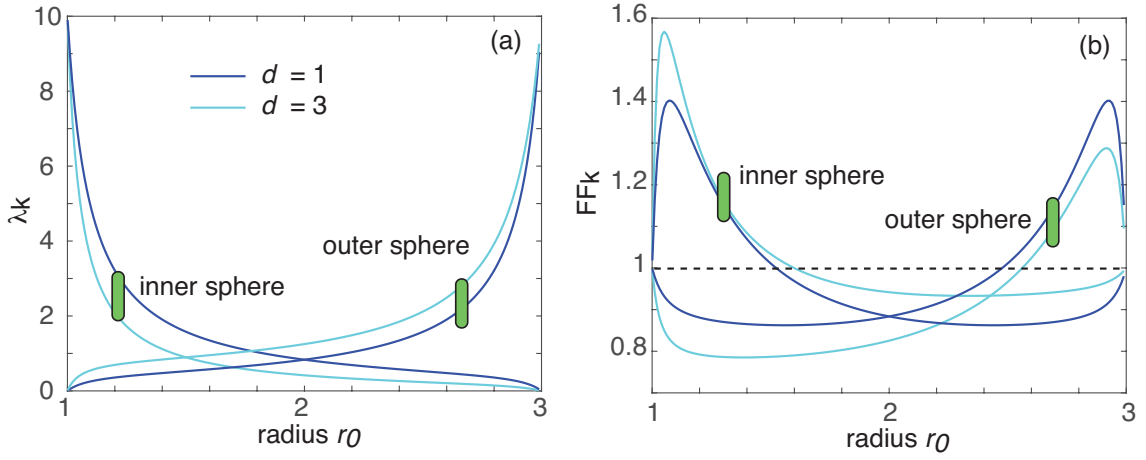 (a)
10
8
6
4
2
0
λk
d = 1
d = 3
outer sphere
inner sphere
1
2
3
radius r0
(b)
1.6
1.4
1.2
1
0.8
FFk
inner sphere
outer sphere
1
2
3
radius r0